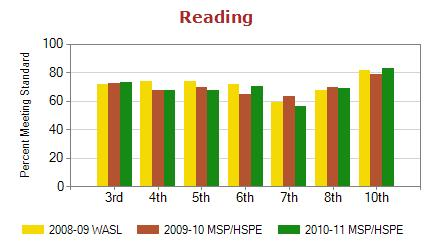 Reading
Percent Meeting Standard
100
80
60
40
20
0
3rd 4th 5th 6th 7th 8th 10th
2008-09 WASL 2009-10 MSP/HSPE 2010-11 MSP/HSPE